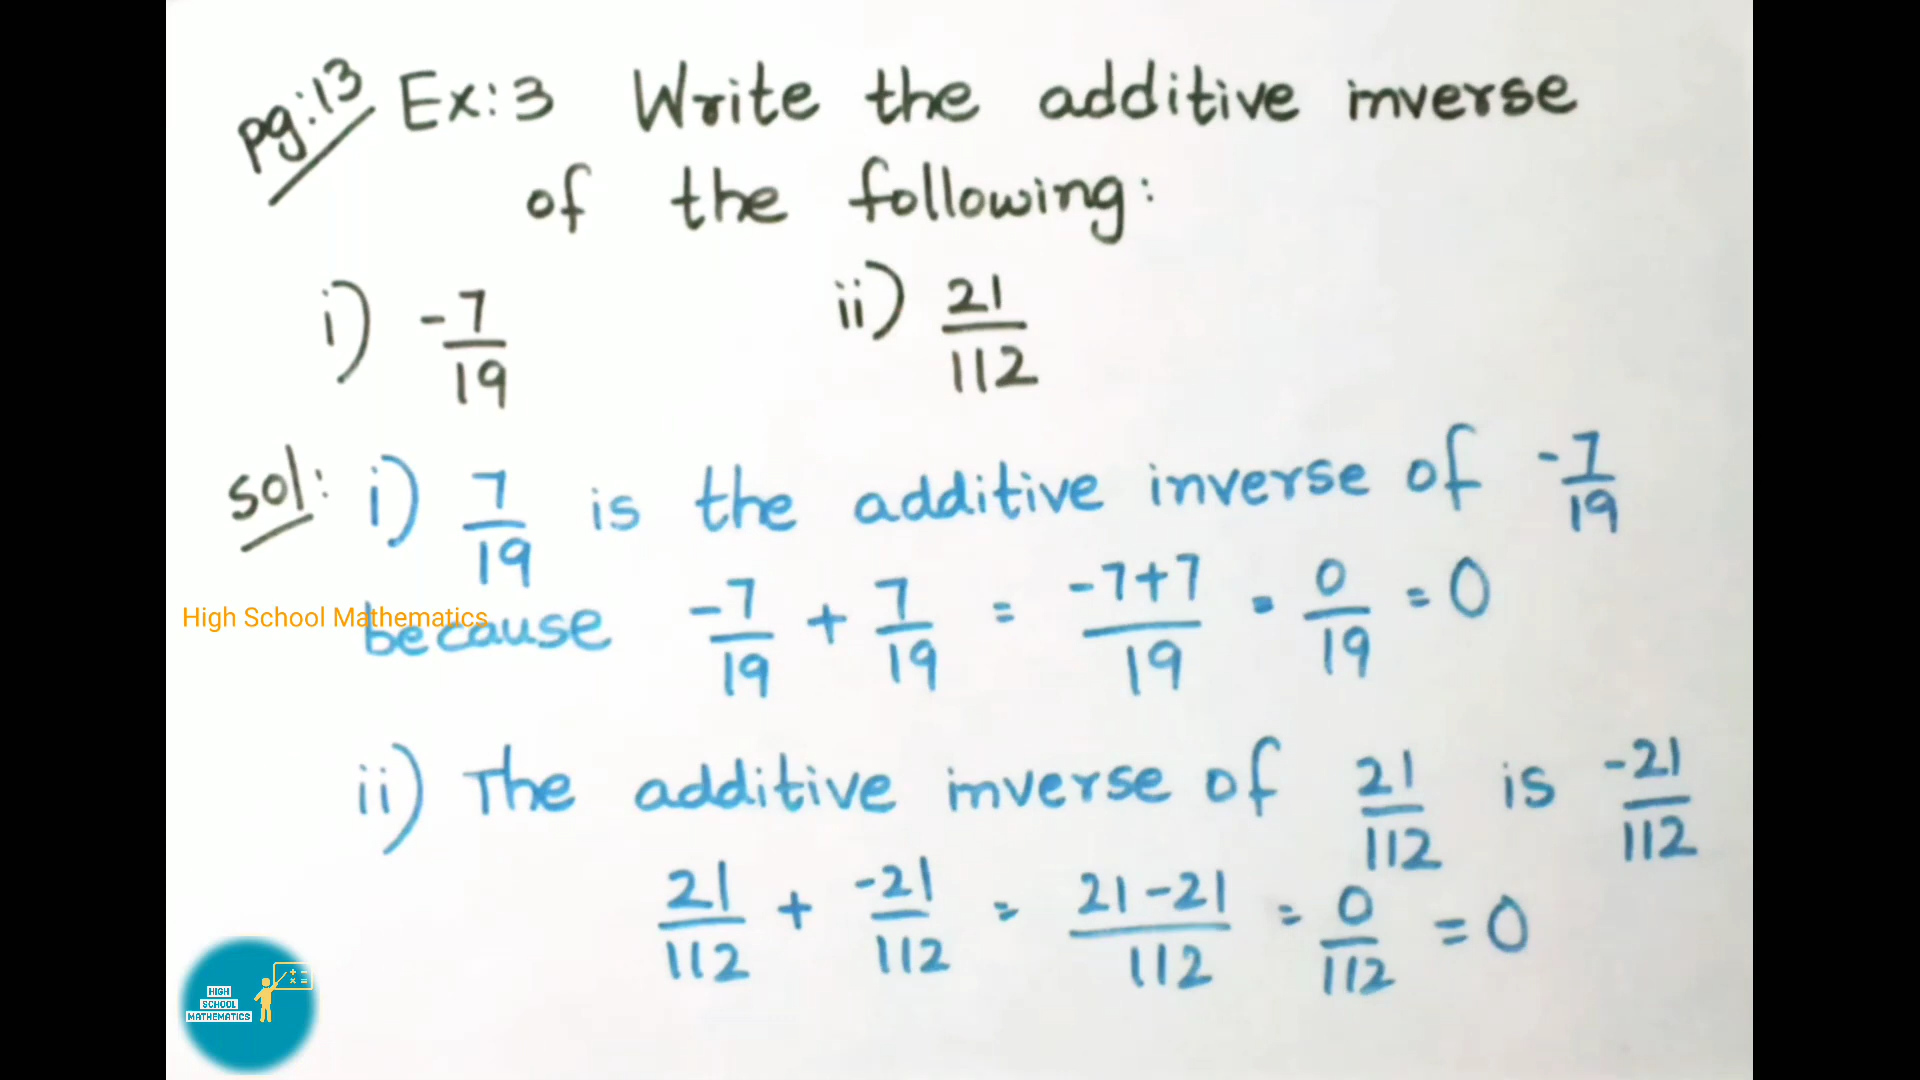 pg:13 Ex:3 Write the additive inverse
of the following:
i) -7/19 ii) 21/112
sol: i) 7/19 is the additive inverse of -7/19
High School Mathematics
because -7/19 + 7/19 = -7+7/19 = 0/19 = 0
ii) The additive inverse of 21/112 is -21/112
21/112 + -21/112 = 21-21/112 = 0/112 = 0
HIGH
SCHOOL
MATHEMATICS